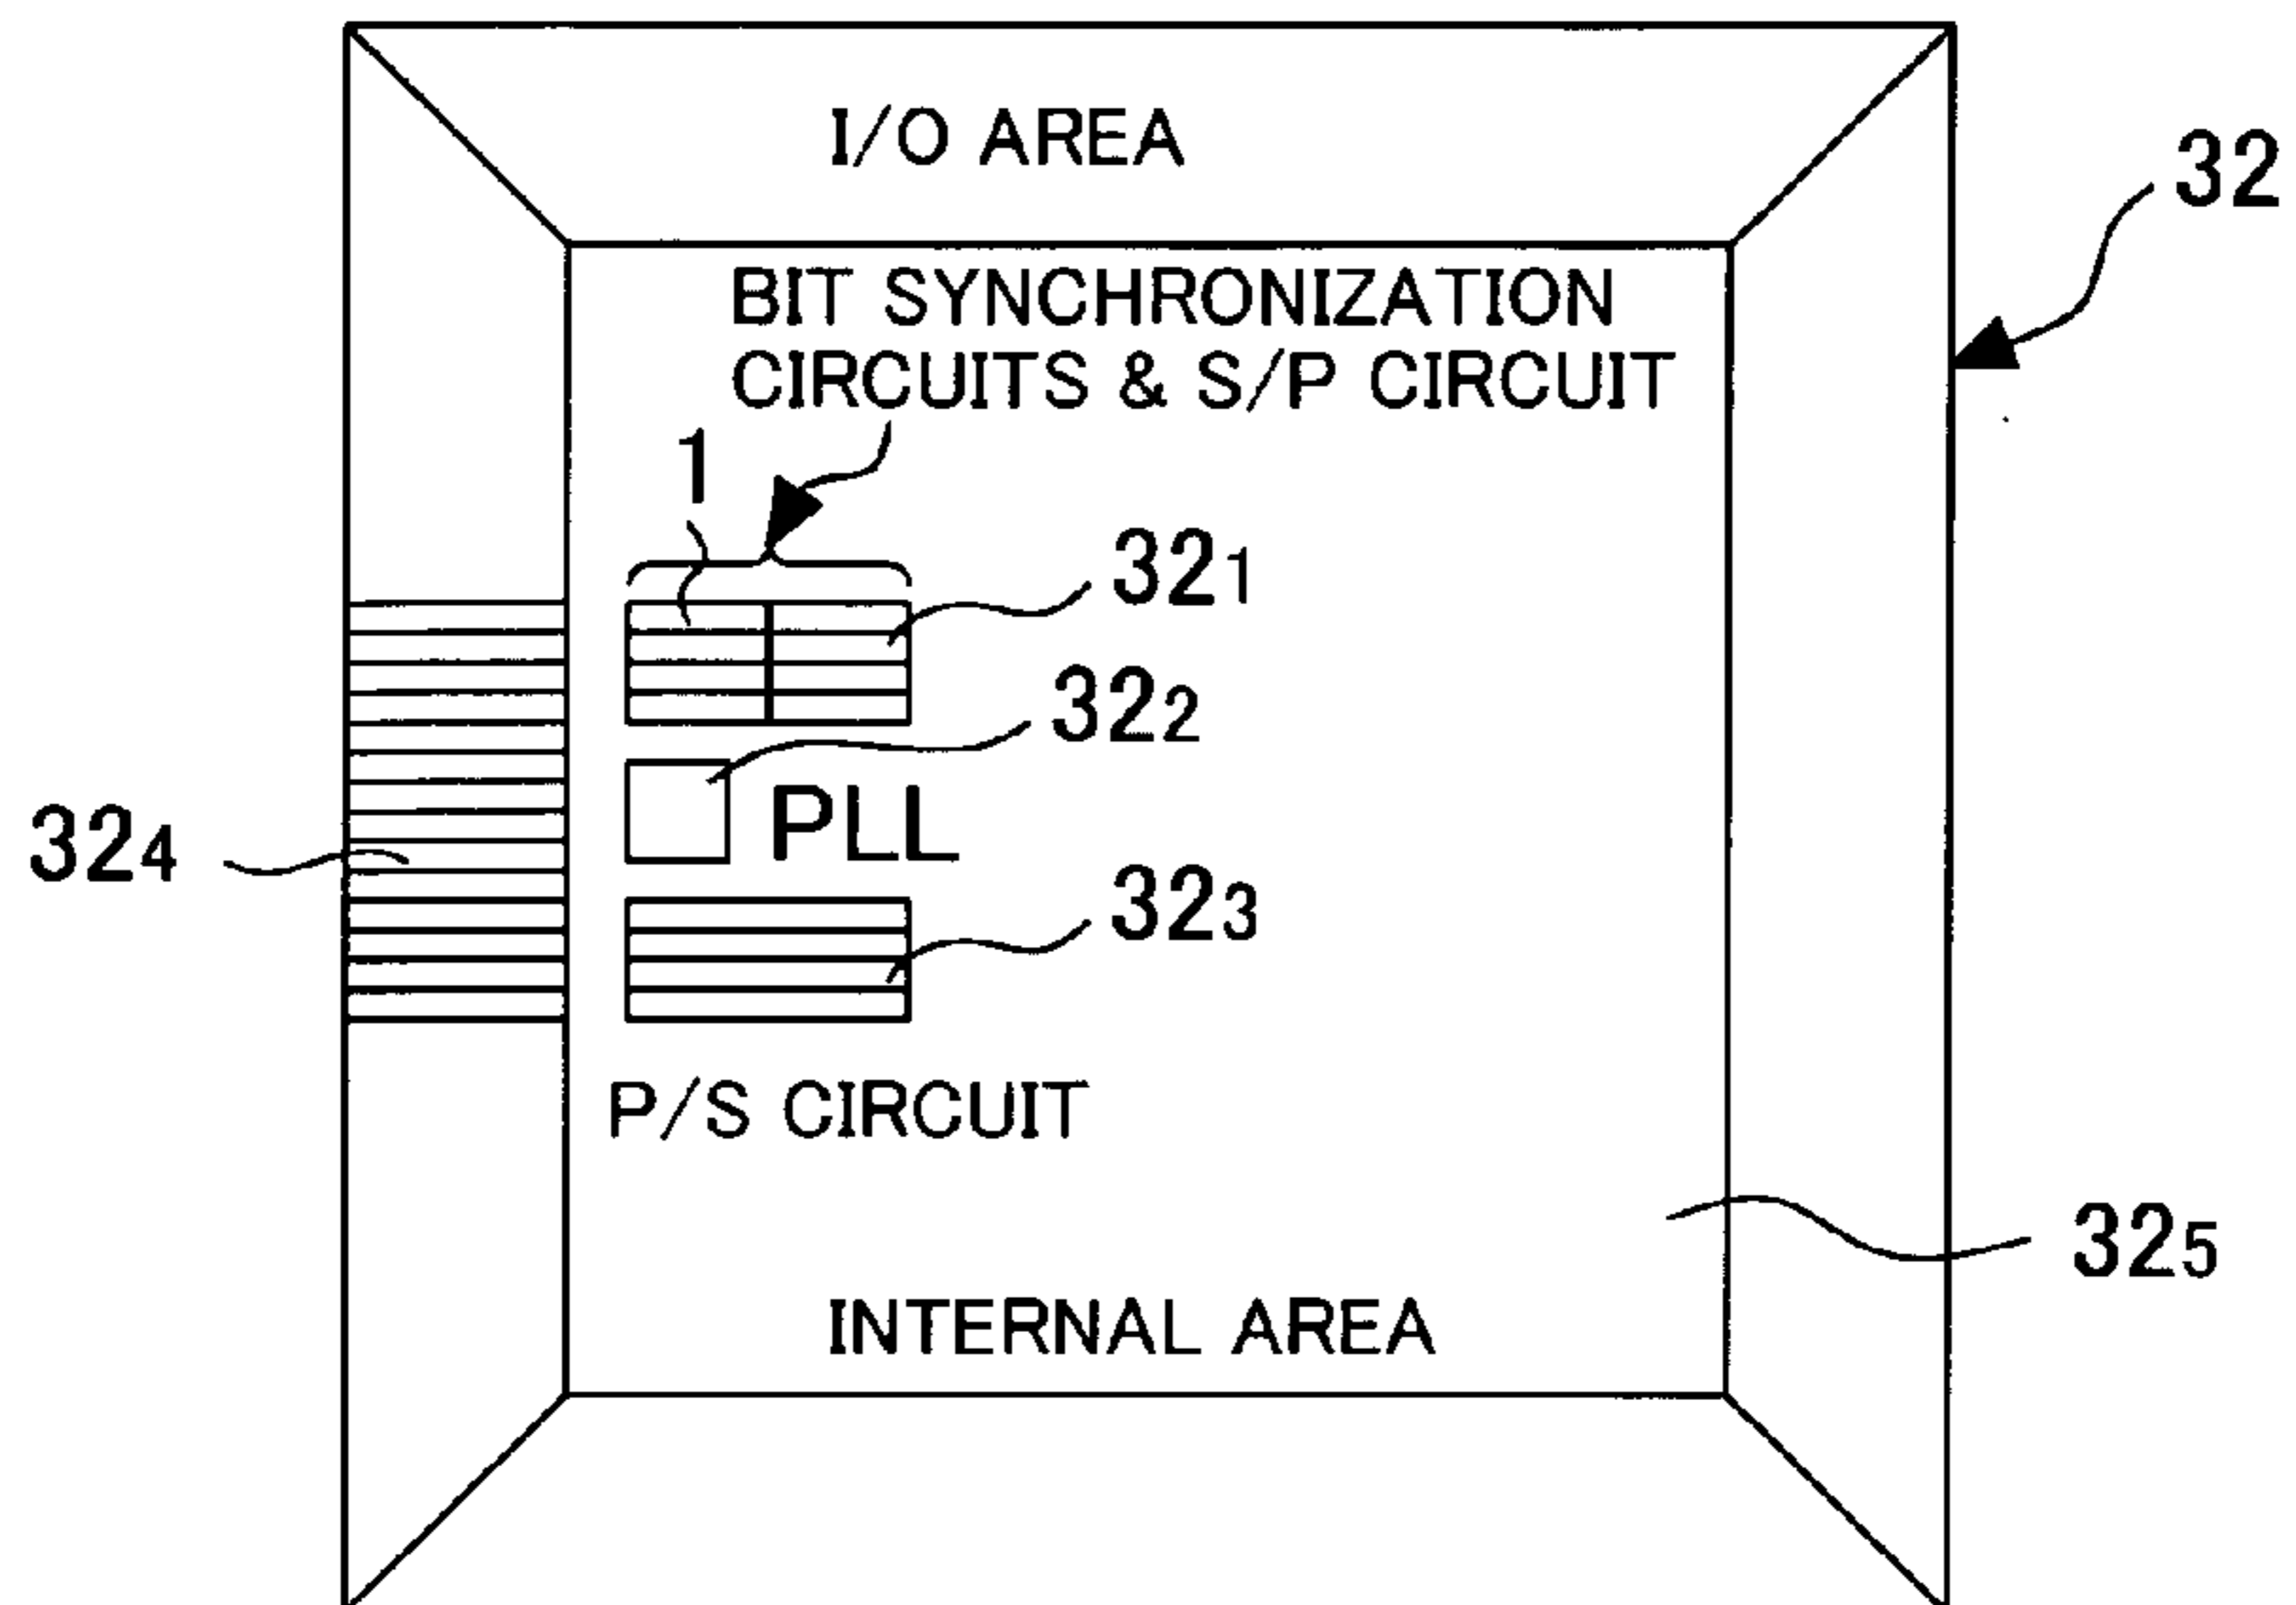 I/O AREA
32
BIT SYNCHRONIZATION
CIRCUITS & S/P CIRCUIT
1
321
322
PLL
324
323
P/S CIRCUIT
325
INTERNAL AREA